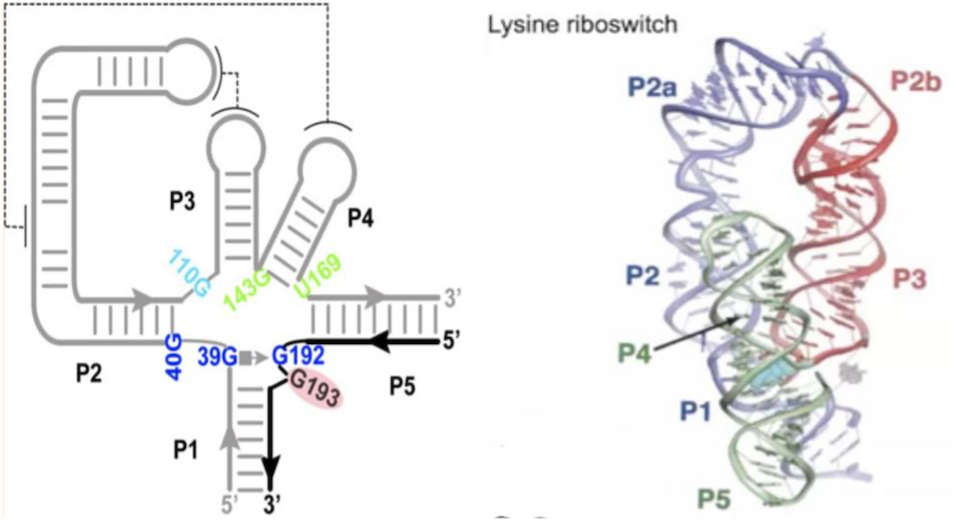 Lysine riboswitch
P3
P4
110G
143G
U169
3’
5’
40G
39G
G192
G193
P2
P5
P1
5’
3’
P2a
P2b
P2
P3
P4
P1
P5